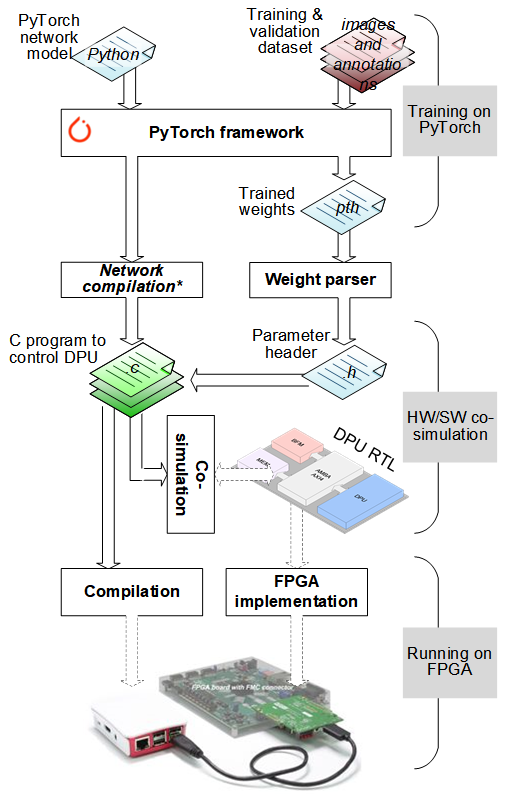 PyTorch
network
model
Python
Training &
validation
dataset
images
and
annotatio
ns
PyTorch framework
Training on
PyTorch
Trained
weights
pth
Network
compilation*
Weight parser
C program to
control DPU
c
Parameter
header
h
HW/SW co-
simulation
Co-
simulation
DPU RTL
BFM
MEM
AMBA
AXI4
DPU
Compilation
FPGA
implementation
Running on
FPGA
FPGA board with FMC connector